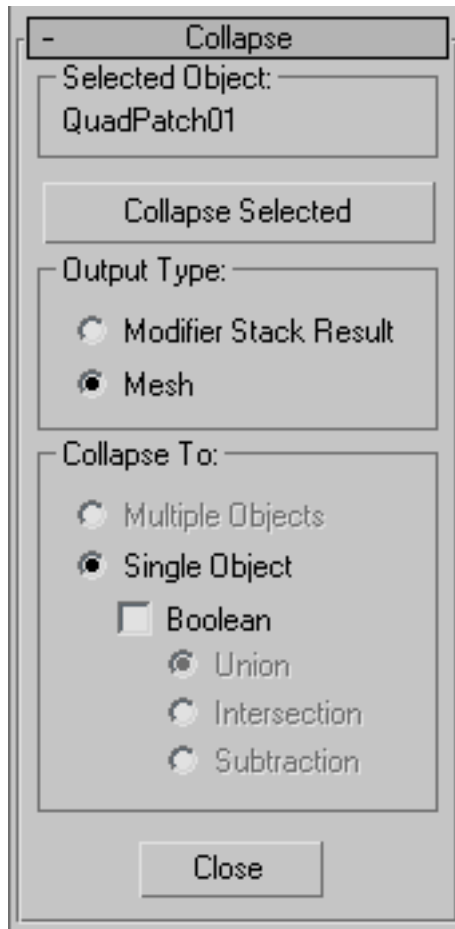 - Collapse
Selected Object:
QuadPatch01
Collapse Selected
Output Type:
Modifier Stack Result
Mesh
Collapse To:
Multiple Objects
Single Object
Boolean
Union
Intersection
Subtraction
Close